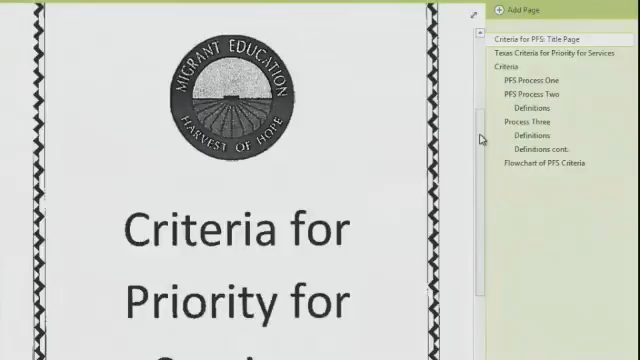 MIGRANT EDUCATION
HARVEST OF HOPE
Criteria for
Priority for
Add Page
Criteria for PFS: Title Page
Texas Criteria for Priority for Services
Criteria
PFS Process One
PFS Process Two
Definitions
Process Three
Definitions
Definitions cont.
Flowchart of PFS Criteria